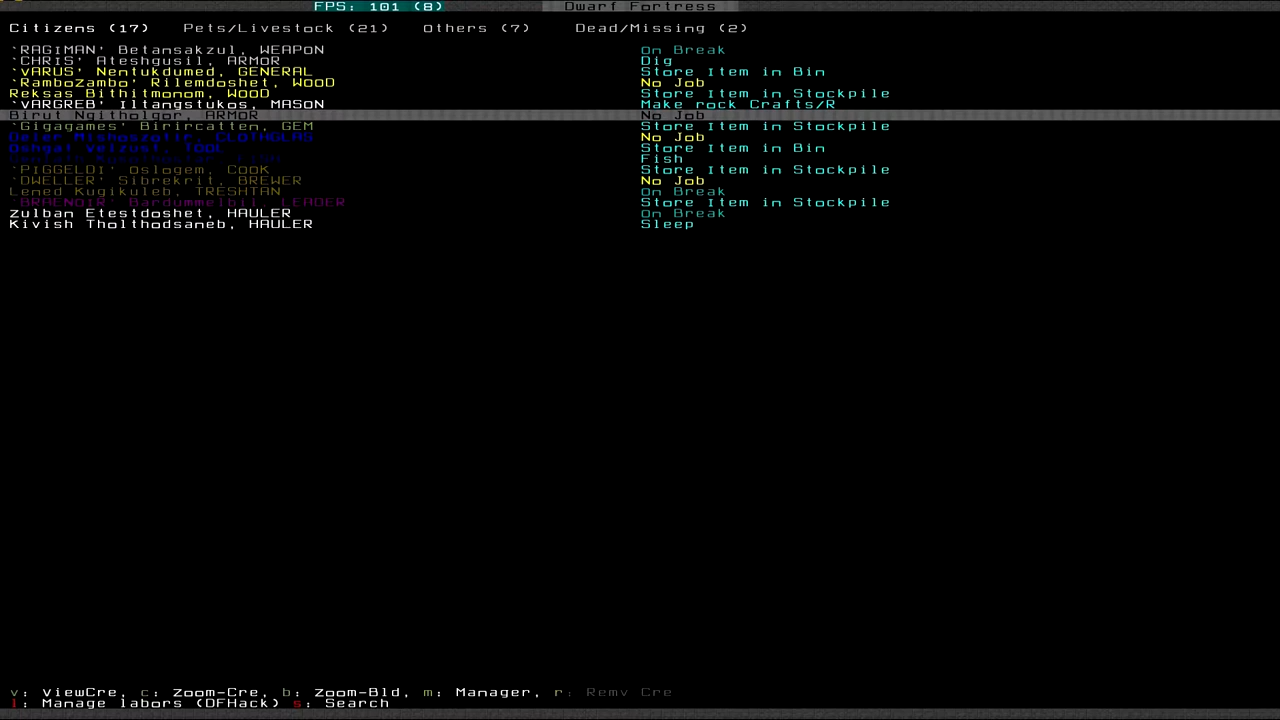 FPS: 101 (8) Dwarf Fortress
Citizens (17) Pets/Livestock (21) Others (7) Dead/Missing (2)
`RAGIMAN' Betansakzul, WEAPON On Break
`CHRIS' Ateshgusil, ARMOR Dig
`VARUS' Nentukdumed, GENERAL Store Item in Bin
`RamboZambo' Rilemdoshet, WOOD No Job
Reksas Bithitmonom, WOOD Store Item in Stockpile
`VARGREB' Iltangstukos, MASON Make rock Crafts/R
Birut Ngitholgor, ARMOR No Job
`Gigagames' Birircatten, GEM Store Item in Stockpile
No Job
TOOL Store Item in Bin
Fish
`PIGGELDI' Oslogem, COOK Store Item in Stockpile
`DWELLER' Sibrekrit, BREWER No Job
Lened Kugikuleb, TRESHTAN On Break
`BRAENOIR' Bardummelbil, LEADER Store Item in Stockpile
Zulban Etestdoshet, HAULER On Break
Kivish Tholthodsaneb, HAULER Sleep
v: ViewCre, c: Zoom-Cre, b: Zoom-Bld, m: Manager, r: Remv Cre
l: Manage labors (DFHack) s: Search